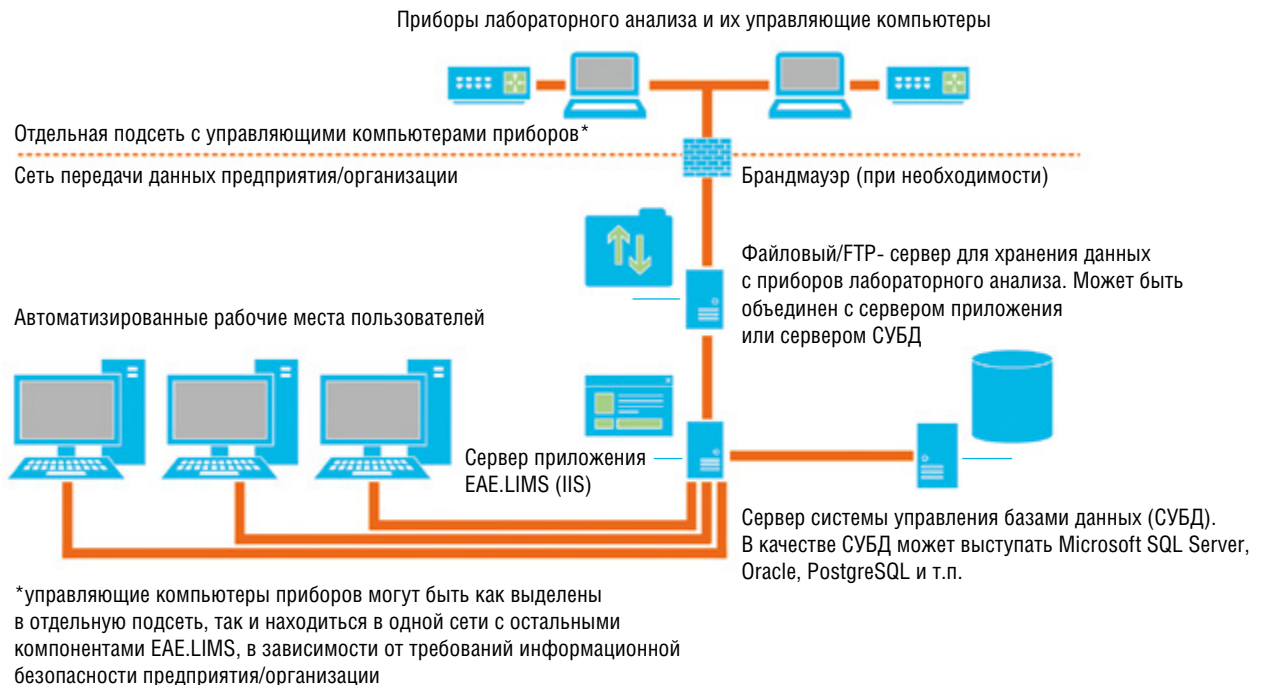 Приборы лабораторного анализа и их управляющие компьютеры
Отдельная подсеть с управляющими компьютерами приборов*
Сеть передачи данных предприятия/организации
Брандмауэр (при необходимости)
Файловый/FTP- сервер для хранения данных
с приборов лабораторного анализа. Может быть
объединен с сервером приложения
или сервером СУБД
Автоматизированные рабочие места пользователей
Сервер приложения
EAE.LIMS (IIS)
Сервер системы управления базами данных (СУБД).
В качестве СУБД может выступать Microsoft SQL Server,
Oracle, PostgreSQL и т.п.
*управляющие компьютеры приборов могут быть как выделены
в отдельную подсеть, так и находиться в одной сети с остальными
компонентами EAE.LIMS, в зависимости от требований информационной
безопасности предприятия/организации